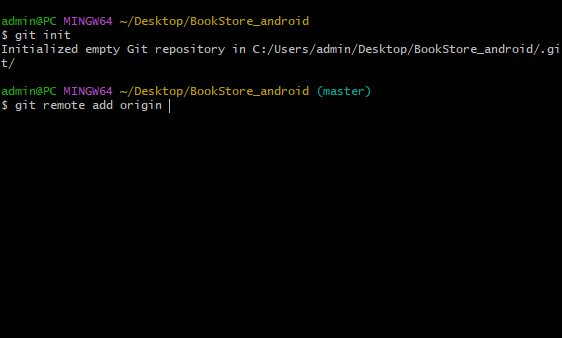 admin@PC MINGW64 ~/Desktop/BookStore_android
$ git init
Initialized empty Git repository in C:/Users/admin/Desktop/BookStore_android/.gi
t/
admin@PC MINGW64 ~/Desktop/BookStore_android (master)
$ git remote add origin